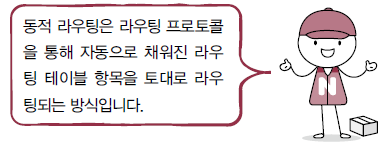 동적 라우팅은 라우팅 프로토콜
을 통해 자동으로 채워진 라우
팅 테이블 항목을 토대로 라우
팅되는 방식입니다.
N